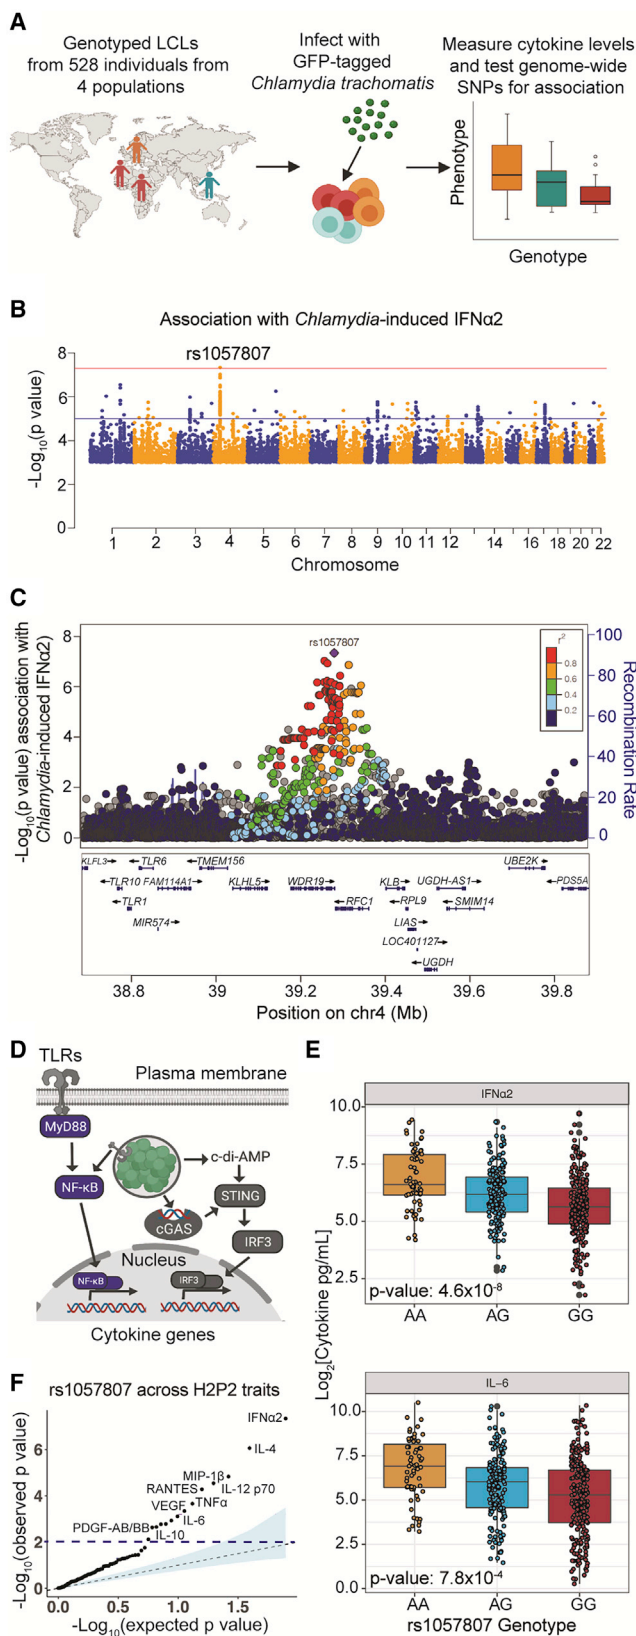 A
Genotyped LCLs
from 528 individuals from
4 populations
Infect with
GFP-tagged
Chlamydia trachomatis
Measure cytokine levels
and test genome-wide
SNPs for association
Phenotype
Genotype
B
Association with Chlamydia-induced IFNα2
rs1057807
-Log10(p value)
8
6
4
2
0
1 2 3 4 5 6 7 8 9 10 11 12 14 16 18 20 22
Chromosome
C
-Log10(p value) association with
Chlamydia-induced IFNα2)
8
6
4
2
0
rs1057807
r2
0.8
0.6
0.4
0.2
100
80
60
40
20
0
Recombination Rate
KLFL3 TLR6 TMEM156 UBE2K
TLR10 FAM114A1 KLHL5 WDR19 KLB UGDH-AS1 PDS5A
TLR1 RFC1 RPL9 SMIM14
MIR574 LIAS
LOC401127
UGDH
38.8 39 39.2 39.4 39.6 39.8
Position on chr4 (Mb)
D
TLRs
Plasma membrane
MyD88
NF-κB
c-di-AMP
STING
cGAS
IRF3
Nucleus
NF-κB
IRF3
Cytokine genes
E
Log2[Cytokine pg/mL]
IFNα2
10.0
7.5
5.0
2.5
p-value: 4.6x10-8
AA AG GG
IL-6
10.0
7.5
5.0
2.5
0.0
p-value: 7.8x10-4
AA AG GG
rs1057807 Genotype
F
rs1057807 across H2P2 traits
-Log10(observed p value)
6
4
2
0
IFNα2
IL-4
MIP-1β
IL-12 p70
RANTES
TNFα
VEGF
IL-6
PDGF-AB/BB
IL-10
0.0 0.5 1.0 1.5 2.0
-Log10(expected p value)